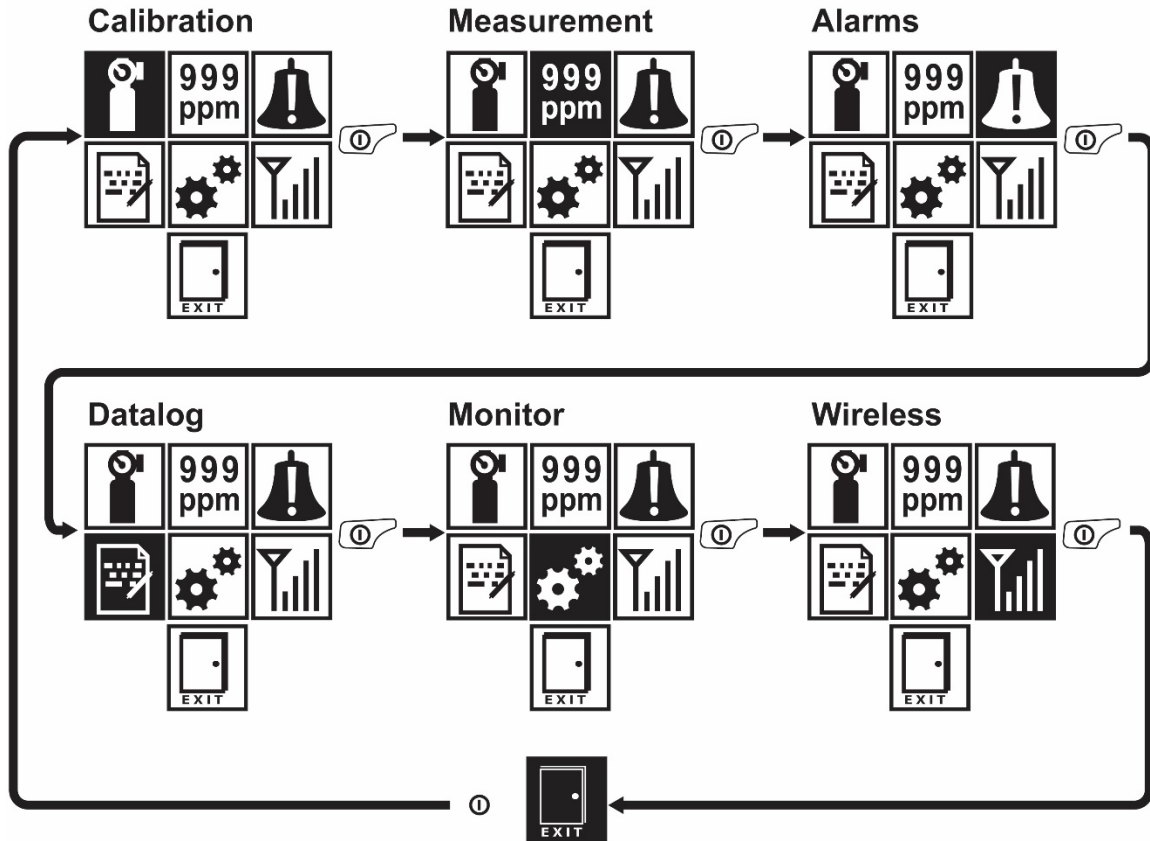 Calibration Measurement Alarms
999 999 999
ppm ppm ppm
EXIT EXIT EXIT
Datalog Monitor Wireless
999 999 999
ppm ppm ppm
EXIT EXIT EXIT
EXIT